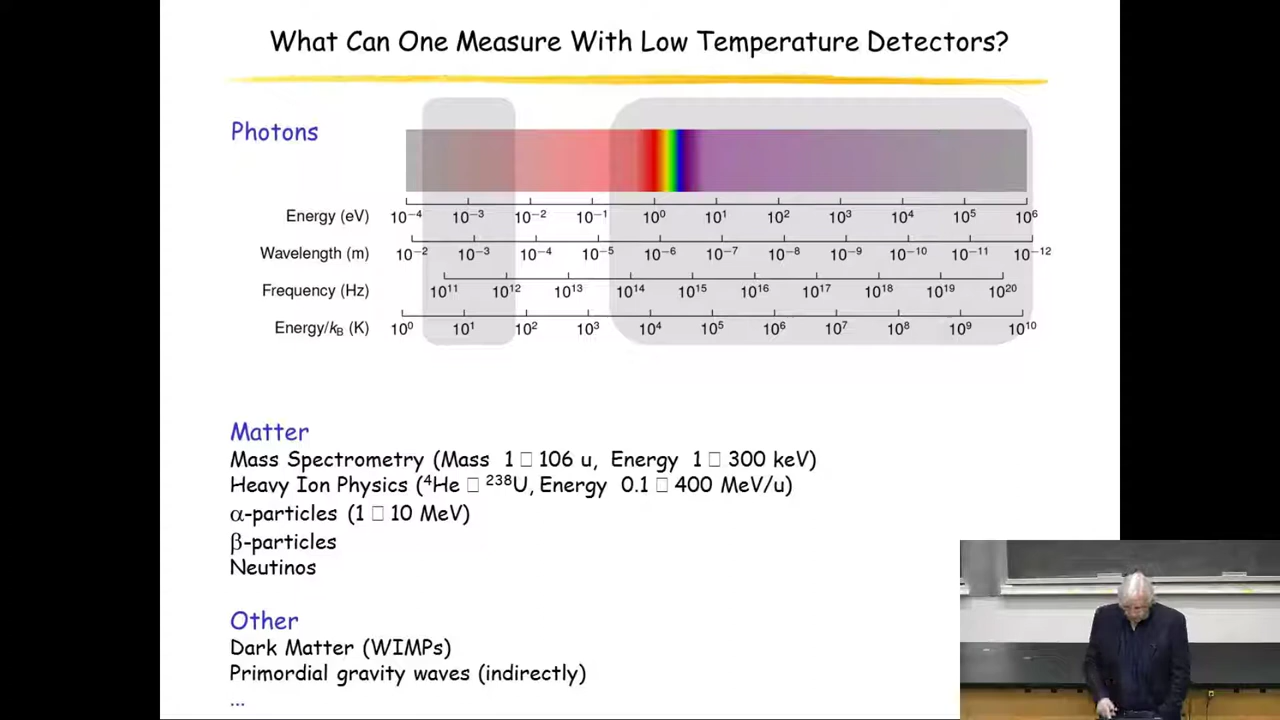 What Can One Measure With Low Temperature Detectors?
Photons
Energy (eV) 10⁻⁴ 10⁻³ 10⁻² 10⁻¹ 10⁰ 10¹ 10² 10³ 10⁴ 10⁵ 10⁶
Wavelength (m) 10⁻² 10⁻³ 10⁻⁴ 10⁻⁵ 10⁻⁶ 10⁻⁷ 10⁻⁸ 10⁻⁹ 10⁻¹⁰ 10⁻¹¹ 10⁻¹²
Frequency (Hz) 10¹¹ 10¹² 10¹³ 10¹⁴ 10¹⁵ 10¹⁶ 10¹⁷ 10¹⁸ 10¹⁹ 10²⁰
Energy/k_B (K) 10⁰ 10¹ 10² 10³ 10⁴ 10⁵ 10⁶ 10⁷ 10⁸ 10⁹ 10¹⁰
Matter
Mass Spectrometry (Mass 1 □ 106 u, Energy 1 □ 300 keV)
Heavy Ion Physics (⁴He □ ²³⁸U, Energy 0.1 □ 400 MeV/u)
α-particles (1 □ 10 MeV)
β-particles
Neutinos
Other
Dark Matter (WIMPs)
Primordial gravity waves (indirectly)
...